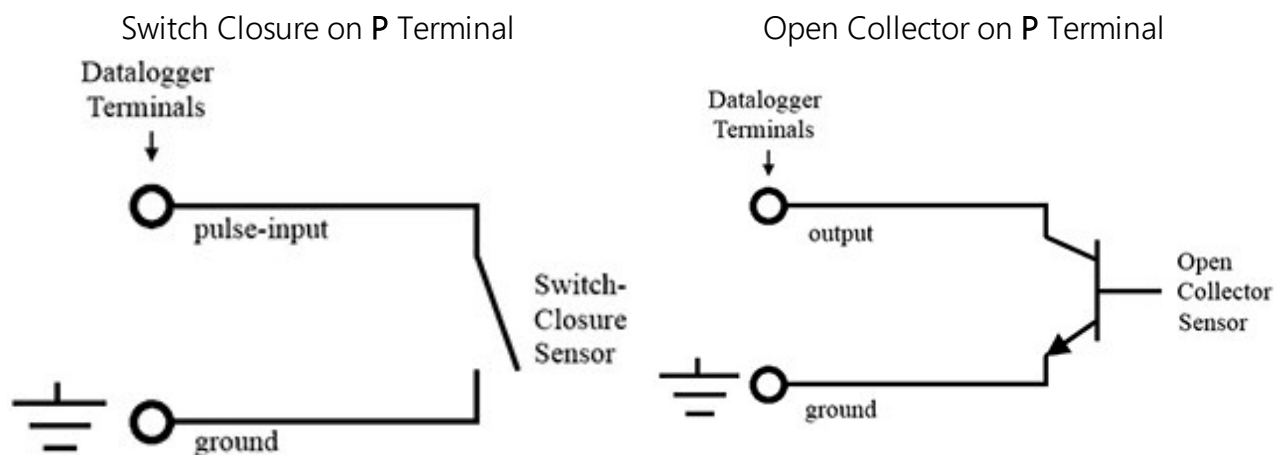 Switch Closure on P Terminal
Datalogger
Terminals
pulse-input
Switch-
Closure
Sensor
ground
Open Collector on P Terminal
Datalogger
Terminals
output
Open
Collector
Sensor
ground